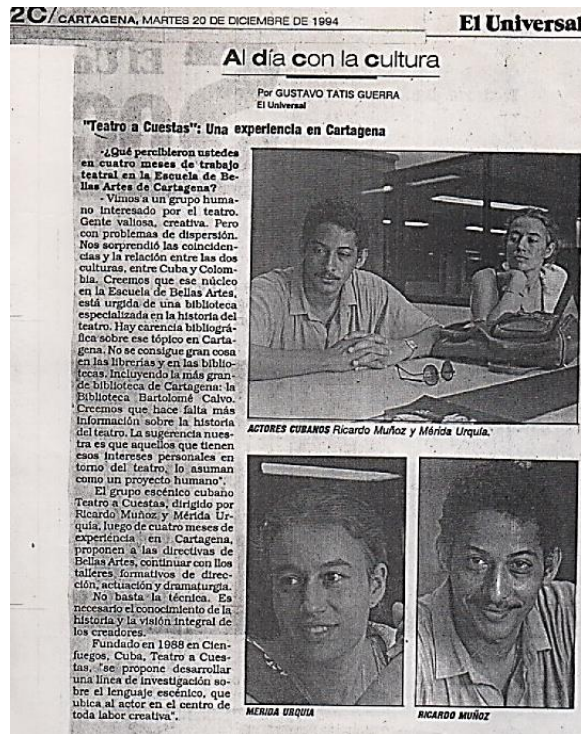 2C/CARTAGENA, MARTES 20 DE DICIEMBRE DE 1994
El Universal
Al día con la cultura
Por GUSTAVO TATIS GUERRA
El Universal
"Teatro a Cuestas": Una experiencia en Cartagena
-¿Qué percibieron ustedes
en cuatro meses de trabajo
teatral en la Escuela de Be-
llas Artes de Cartagena?
- Vimos a un grupo huma-
no interesado por el teatro.
Gente valiosa, creativa. Pero
con problemas de dispersión.
Nos sorprendió las coinciden-
cias y la relación entre las dos
culturas, entre Cuba y Colom-
bia. Creemos que ese núcleo
en la Escuela de Bellas Artes,
está urgida de una biblioteca
especializada en la historia del
teatro. Hay carencia bibliográ-
fica sobre ese tópico en Carta-
gena. No se consigue gran cosa
en las librerías y en las biblio-
tecas. Incluyendo la más gran-
de biblioteca de Cartagena: la
Biblioteca Bartolomé Calvo.
Creemos que hace falta más
información sobre la historia
del teatro. La sugerencia nues-
tra es que aquellos que tienen
esos intereses personales en
torno del teatro, lo asuman
como un proyecto humano".
El grupo escénico cubano
Teatro a Cuestas, dirigido por
Ricardo Muñoz y Mérida Ur-
quía, luego de cuatro meses de
experiencia en Cartagena,
proponen a las directivas de
Bellas Artes, continuar con llos
talleres formativos de direc-
ción, actuación y dramaturgia.
No basta la técnica. Es
necesario el conocimiento de la
historia y la visión integral de
los creadores.
Fundado en 1988 en Cien-
fuegos, Cuba, Teatro a Cues-
tas, "se propone desarrollar
una línea de investigación so-
bre el lenguaje escénico, que
ubica al actor en el centro de
toda labor creativa".
ACTORES CUBANOS Ricardo Muñoz y Mérida Urquía.
MERIDA URQUIA
RICARDO MUÑOZ